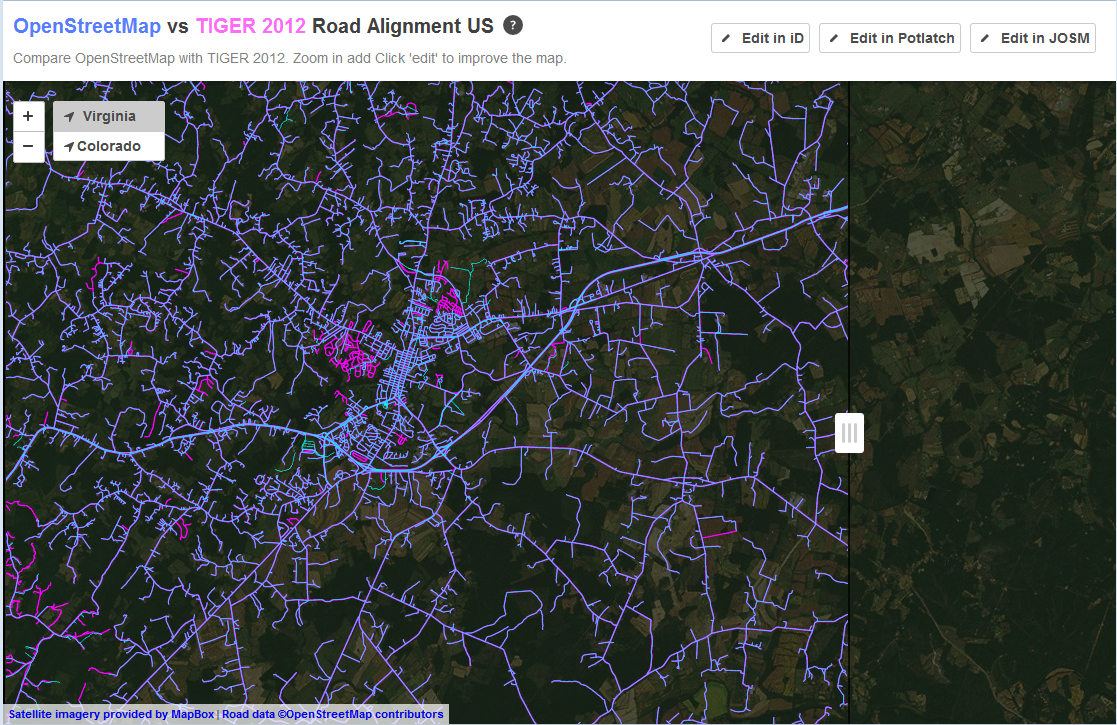 OpenStreetMap vs TIGER 2012 Road Alignment US ?
Compare OpenStreetMap with TIGER 2012. Zoom in add Click 'edit' to improve the map.
Edit in iD
Edit in Potlatch
Edit in JOSM
+
−
Virginia
Colorado
Satellite imagery provided by MapBox | Road data ©OpenStreetMap contributors